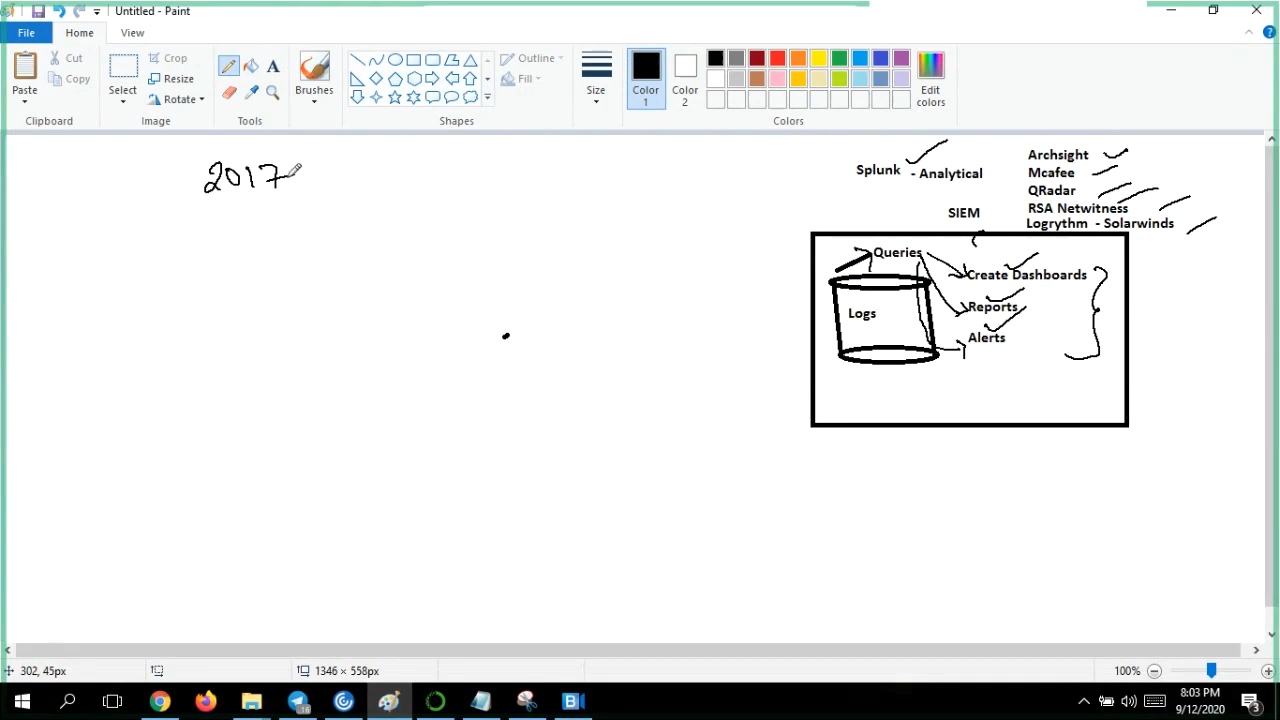 Untitled - Paint
File
Home
View
Paste
Cut
Copy
Clipboard
Select
Crop
Resize
Rotate
Image
A
Tools
Brushes
Outline
Fill
Shapes
Size
Color 1
Color 2
Edit colors
Colors
2017
Splunk - Analytical
Archsight
Mcafee
QRadar
RSA Netwitness
Logrythm - Solarwinds
SIEM
Queries
Create Dashboards
Logs
Reports
Alerts
302, 45px
1346 × 558px
100%
16
8:03 PM
9/12/2020
3